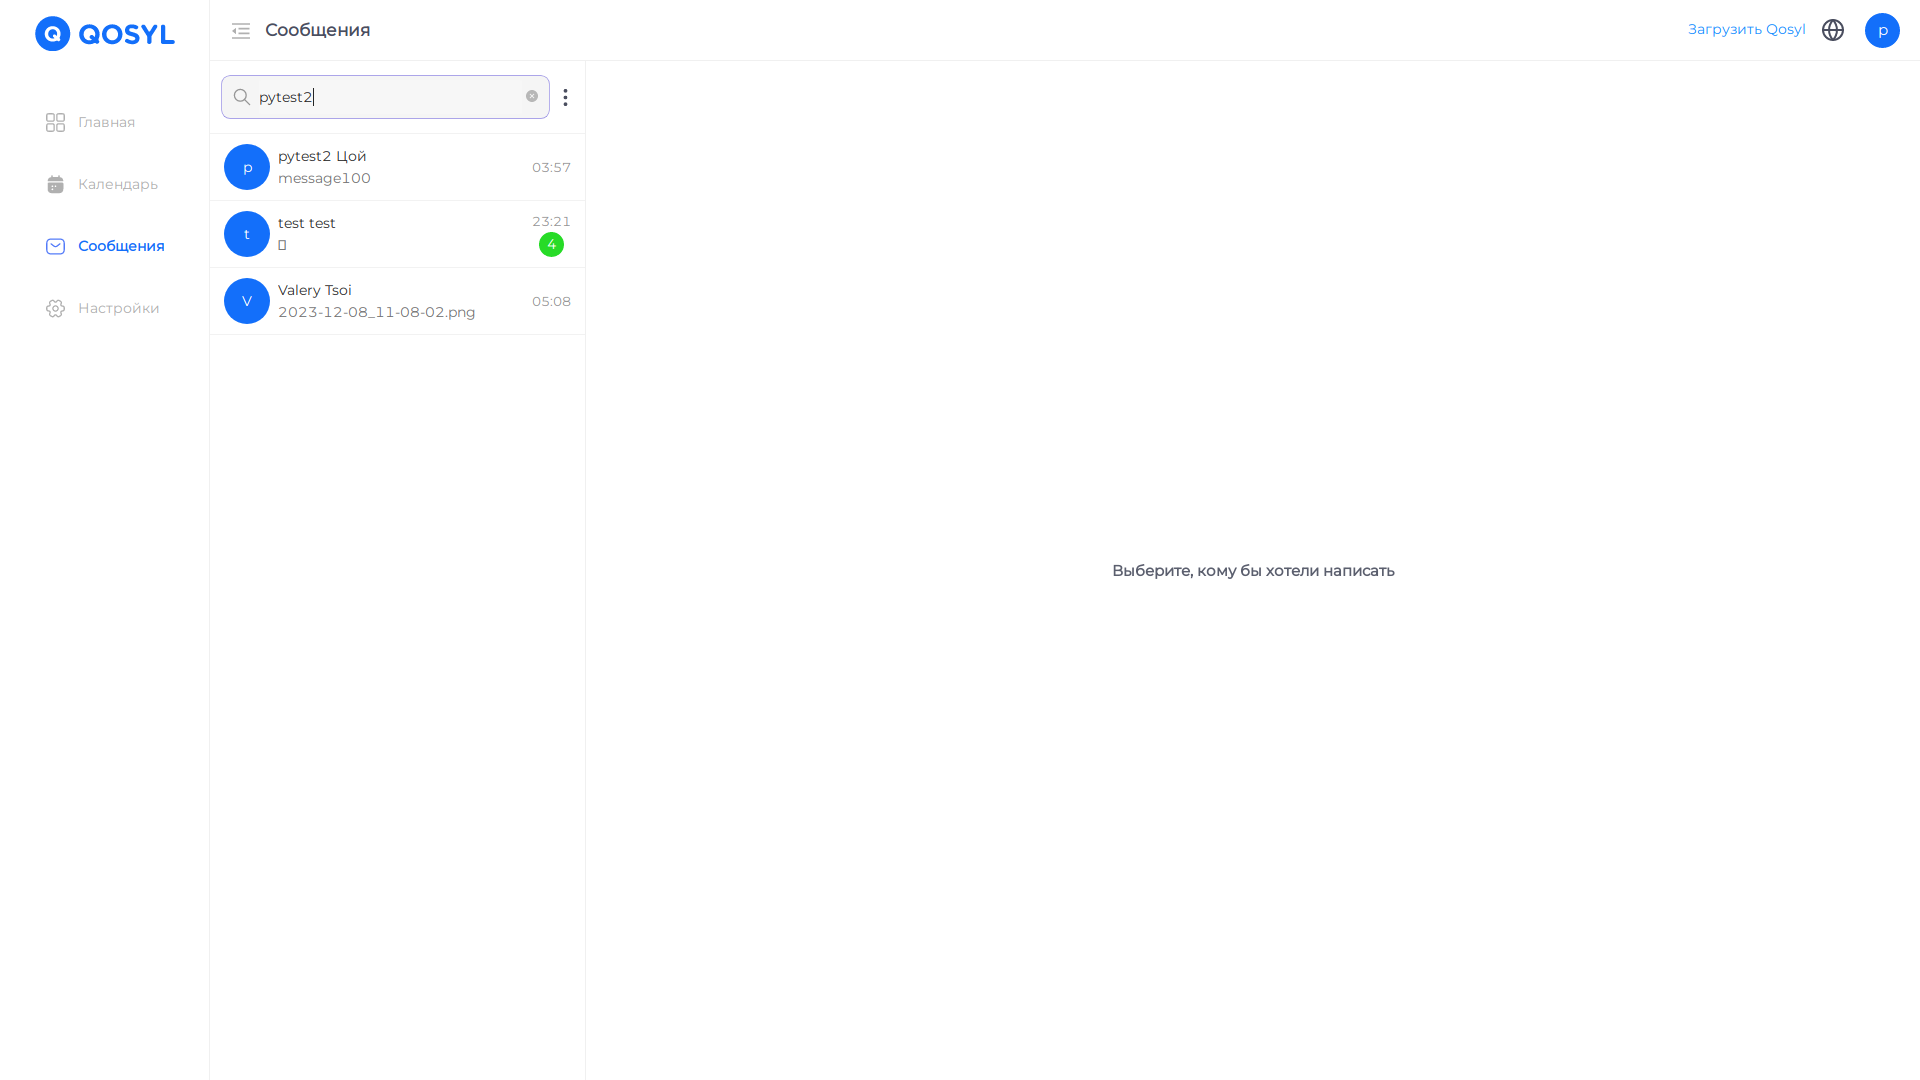 QOSYL
Сообщения
Загрузить Qosyl
p
Главная
Календарь
Сообщения
Настройки
pytest2
p
pytest2 Цой
message100
03:57
t
test test
23:21
4
V
Valery Tsoi
2023-12-08_11-08-02.png
05:08
Выберите, кому бы хотели написать